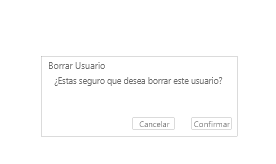 Borrar Usuario
¿Estas seguro que desea borrar este usuario?
Cancelar
Confirmar